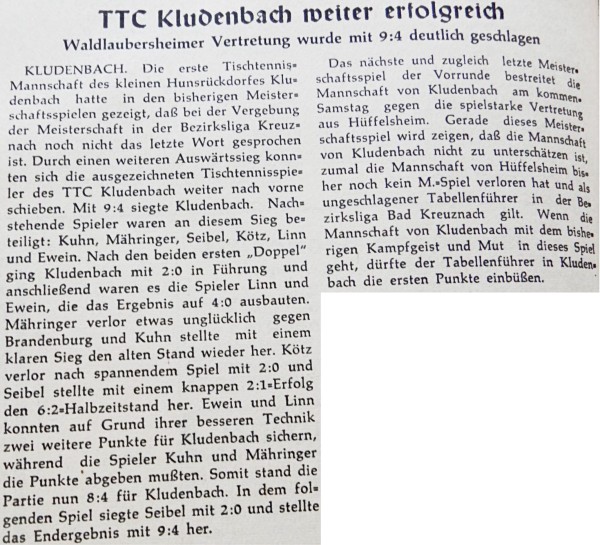 TTC Kludenbach weiter erfolgreich
Waldlaubersheimer Vertretung wurde mit 9:4 deutlich geschlagen
KLUDENBACH. Die erste Tischtennis-
Mannschaft des kleinen Hunsrückdorfes Klu-
denbach hatte in den bisherigen Meister-
schaftsspielen gezeigt, daß bei der Vergebung
der Meisterschaft in der Bezirksliga Kreuz-
nach noch nicht das letzte Wort gesprochen
ist. Durch einen weiteren Auswärtssieg konn-
ten sich die ausgezeichneten Tischtennisspie-
ler des TTC Kludenbach weiter nach vorne
schieben. Mit 9:4 siegte Kludenbach. Nach-
stehende Spieler waren an diesem Sieg be-
teiligt: Kuhn, Mähringer, Seibel, Kötz, Linn
und Ewein. Nach den beiden ersten „Doppel"
ging Kludenbach mit 2:0 in Führung und
anschließend waren es die Spieler Linn und
Ewein, die das Ergebnis auf 4:0 ausbauten.
Mähringer verlor etwas unglücklich gegen
Brandenburg und Kuhn stellte mit einem
klaren Sieg den alten Stand wieder her. Kötz
verlor nach spannendem Spiel mit 2:0 und
Seibel stellte mit einem knappen 2:1-Erfolg
den 6:2-Halbzeitstand her. Ewein und Linn
konnten auf Grund ihrer besseren Technik
zwei weitere Punkte für Kludenbach sichern,
während die Spieler Kuhn und Mähringer
die Punkte abgeben mußten. Somit stand die
Partie nun 8:4 für Kludenbach. In dem fol-
genden Spiel siegte Seibel mit 2:0 und stellte
das Endergebnis mit 9:4 her.
Das nächste und zugleich letzte Meister-
schaftsspiel der Vorrunde bestreitet die
Mannschaft von Kludenbach am kommen-
Samstag gegen die spielstarke Vertretung
aus Hüffelsheim. Gerade dieses Meister-
schaftsspiel wird zeigen, daß die Mannschaft
von Kludenbach nicht zu unterschätzen ist,
zumal die Mannschaft von Hüffelsheim bis-
her noch kein M.-Spiel verloren hat und als
ungeschlagener Tabellenführer in der Be-
zirksliga Bad Kreuznach gilt. Wenn die
Mannschaft von Kludenbach mit dem bishe-
rigen Kampfgeist und Mut in dieses Spiel
geht, dürfte der Tabellenführer in Kluden-
bach die ersten Punkte einbüßen.